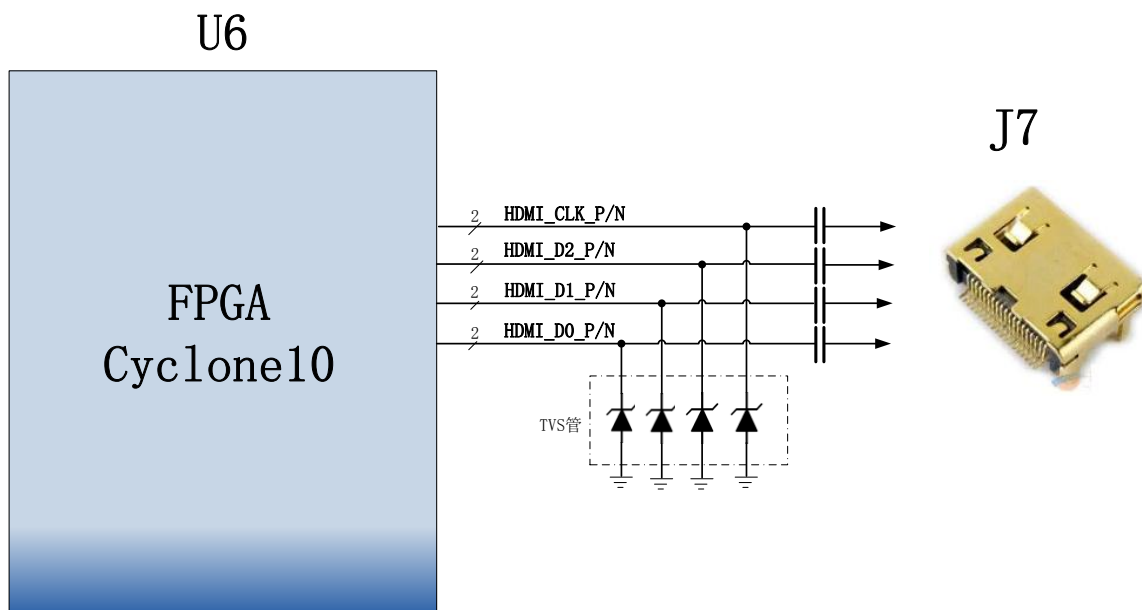 U6
J7
2
HDMI_CLK_P/N
2
HDMI_D2_P/N
2
HDMI_D1_P/N
2
HDMI_D0_P/N
FPGA
Cyclone10
TVS管